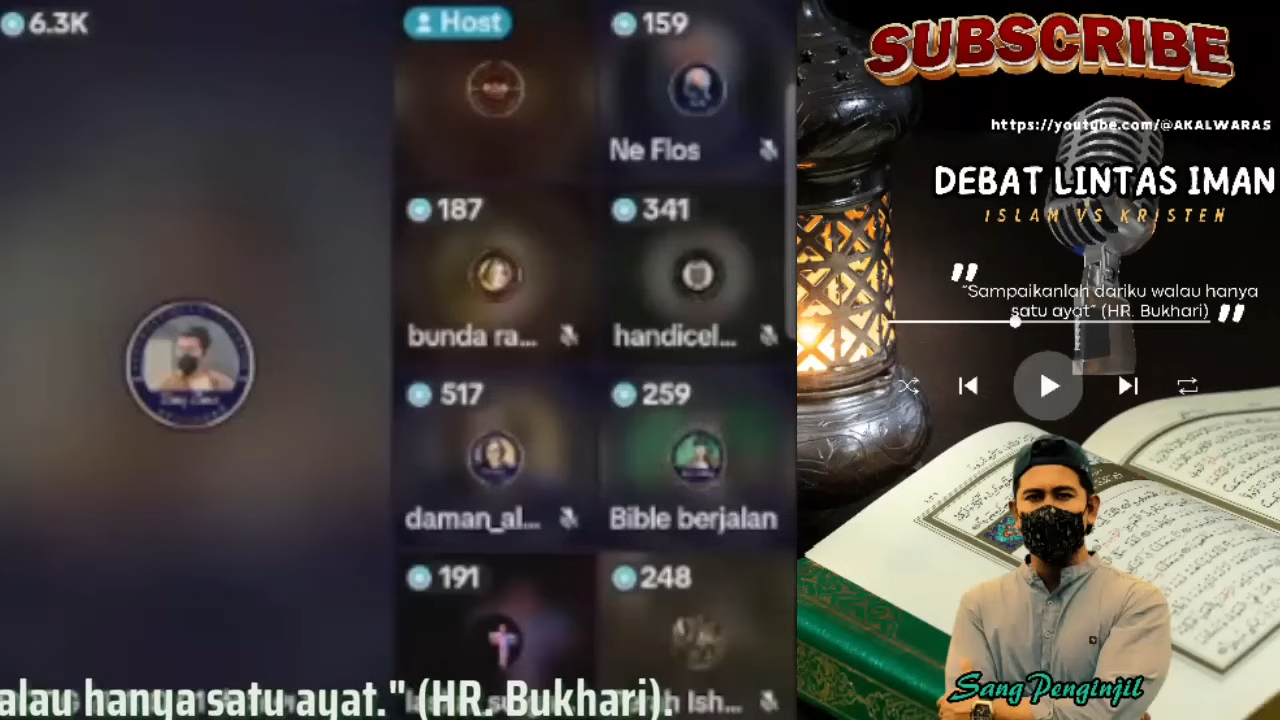 6.3K
Host
159
Ne Flos
187
341
bunda ra...
handicel...
517
259
daman_al...
Bible berjalan
191
248
Ish...
alau hanya satu ayat." (HR. Bukhari).
SUBSCRIBE
https://youtube.com/@AKALWARAS
DEBAT LINTAS IMAN
ISLAM VS KRISTEN
"Sampaikanlah dariku walau hanya
satu ayat" (HR. Bukhari)
Sang Penginjil